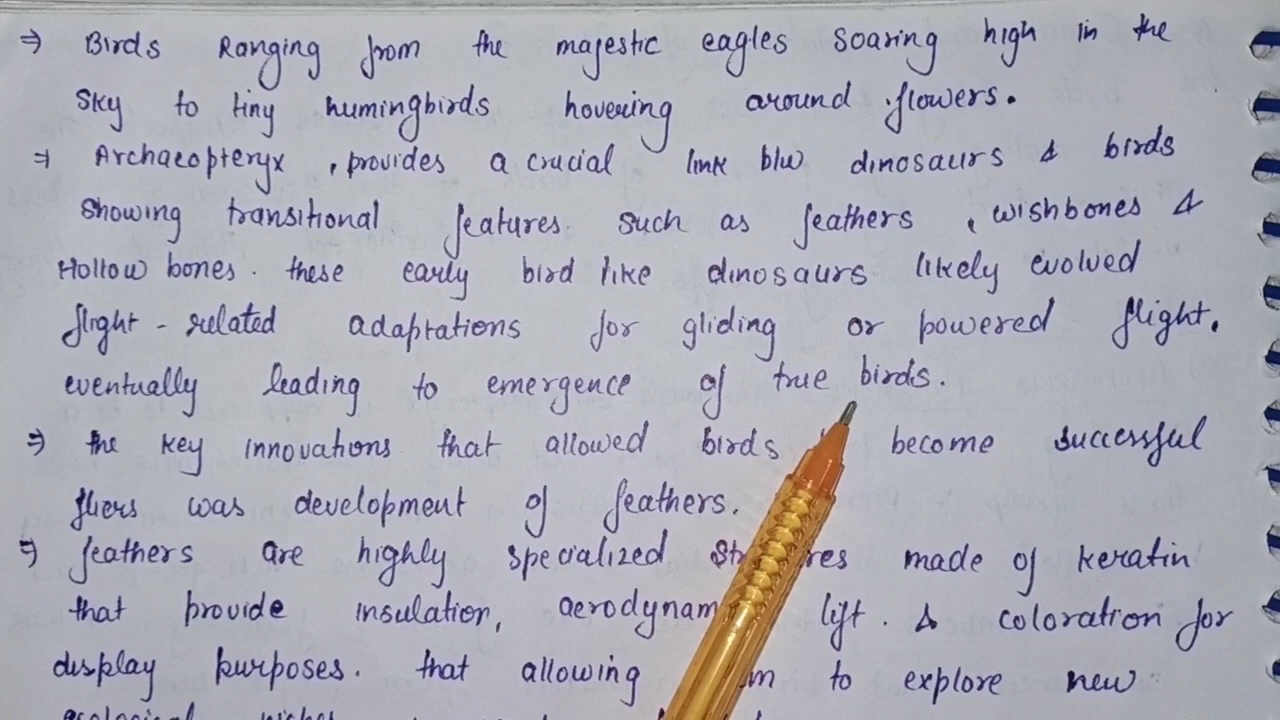 ⇒ Birds Ranging from the majestic eagles soaring high in the
Sky to tiny humingbirds hovering around flowers.
⇒ Archaeopteryx , provides a crucial link b/w dinosaurs & birds
Showing transitional features such as feathers , wishbones &
Hollow bones. these early bird like dinosaurs likely evolved
flight - related adaptations for gliding or powered flight.
eventually leading to emergence of true birds.
⇒ the key innovations that allowed birds become successful
fliers was development of feathers.
⇒ feathers are highly specialized made of keratin
that provide insulation, lift. & coloration for
display purposes. that allowing to explore new